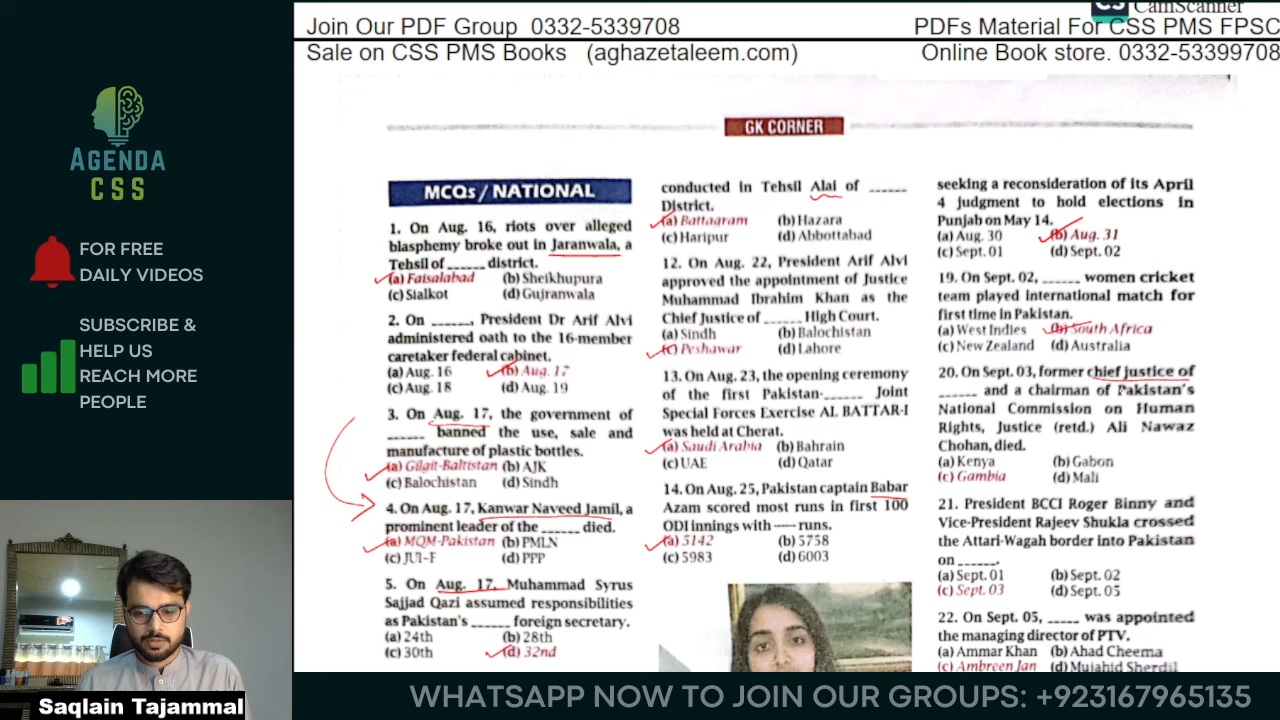 CS CamScanner
Join Our PDF Group 0332-5339708
PDFs Material For CSS PMS FPSC
Sale on CSS PMS Books (aghazetaleem.com)
Online Book store. 0332-53399708
AGENDA
CSS
FOR FREE
DAILY VIDEOS
SUBSCRIBE &
HELP US
REACH MORE
PEOPLE
GK CORNER
MCQs / NATIONAL
1. On Aug. 16, riots over alleged
blasphemy broke out in Jaranwala, a
Tehsil of ______ district.
(a) Faisalabad (b) Sheikhupura
(c) Sialkot (d) Gujranwala
2. On ______, President Dr Arif Alvi
administered oath to the 16-member
caretaker federal cabinet.
(a) Aug. 16 (b) Aug. 17
(c) Aug. 18 (d) Aug. 19
3. On Aug. 17, the government of
______ banned the use, sale and
manufacture of plastic bottles.
(a) Gilgit-Baltistan (b) AJK
(c) Balochistan (d) Sindh
4. On Aug. 17, Kanwar Naveed Jamil, a
prominent leader of the ______ died.
(a) MQM-Pakistan (b) PMLN
(c) JUI-F (d) PPP
5. On Aug. 17, Muhammad Syrus
Sajjad Qazi assumed responsibilities
as Pakistan's ______ foreign secretary.
(a) 24th (b) 28th
(c) 30th (d) 32nd
conducted in Tehsil Alai of ______
District.
(a) Battagram (b) Hazara
(c) Haripur (d) Abbottabad
12. On Aug. 22, President Arif Alvi
approved the appointment of Justice
Muhammad Ibrahim Khan as the
Chief Justice of ______ High Court.
(a) Sindh (b) Balochistan
(c) Peshawar (d) Lahore
13. On Aug. 23, the opening ceremony
of the first Pakistan-______ Joint
Special Forces Exercise AL BATTAR-I
was held at Cherat.
(a) Saudi Arabia (b) Bahrain
(c) UAE (d) Qatar
14. On Aug. 25, Pakistan captain Babar
Azam scored most runs in first 100
ODI innings with ----- runs.
(a) 5142 (b) 5758
(c) 5983 (d) 6003
seeking a reconsideration of its April
4 judgment to hold elections in
Punjab on May 14.
(a) Aug. 30 (b) Aug. 31
(c) Sept. 01 (d) Sept. 02
19. On Sept. 02, ______ women cricket
team played international match for
first time in Pakistan.
(a) West Indies (b) South Africa
(c) New Zealand (d) Australia
20. On Sept. 03, former chief justice of
______ and a chairman of Pakistan's
National Commission on Human
Rights, Justice (retd.) Ali Nawaz
Chohan, died.
(a) Kenya (b) Gabon
(c) Gambia (d) Mali
21. President BCCI Roger Binny and
Vice-President Rajeev Shukla crossed
the Attari-Wagah border into Pakistan
on ______.
(a) Sept. 01 (b) Sept. 02
(c) Sept. 03 (d) Sept. 05
22. On Sept. 05, _____ was appointed
the managing director of PTV.
(a) Ammar Khan (b) Ahad Cheema
(c) Ambreen Jan (d) Mujahid Sherdil
Saqlain Tajammal
WHATSAPP NOW TO JOIN OUR GROUPS: +923167965135